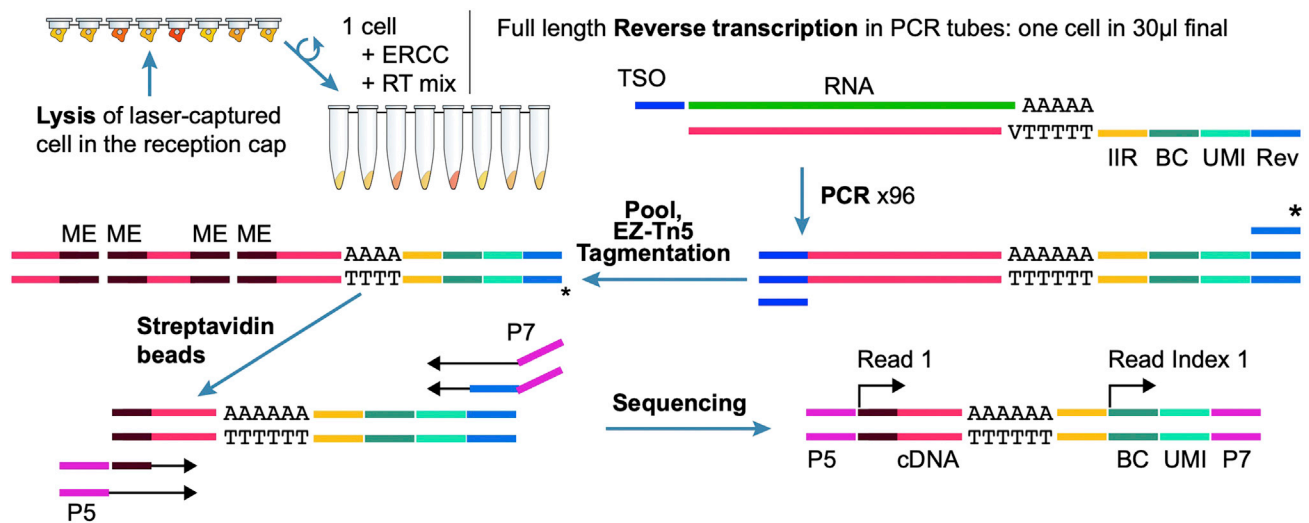 1 cell
+ ERCC
+ RT mix
Full length Reverse transcription in PCR tubes: one cell in 30µl final
Lysis of laser-captured
cell in the reception cap
TSO
RNA
AAAAA
VTTTTT
IIR BC UMI Rev
PCR x96
*
Pool,
EZ-Tn5
Tagmentation
ME ME ME ME
AAAA
TTTT
*
AAAAAA
TTTTTT
Streptavidin
beads
P7
AAAAAA
TTTTTT
P5
Sequencing
Read 1
Read Index 1
AAAAAA
TTTTTT
P5 cDNA BC UMI P7